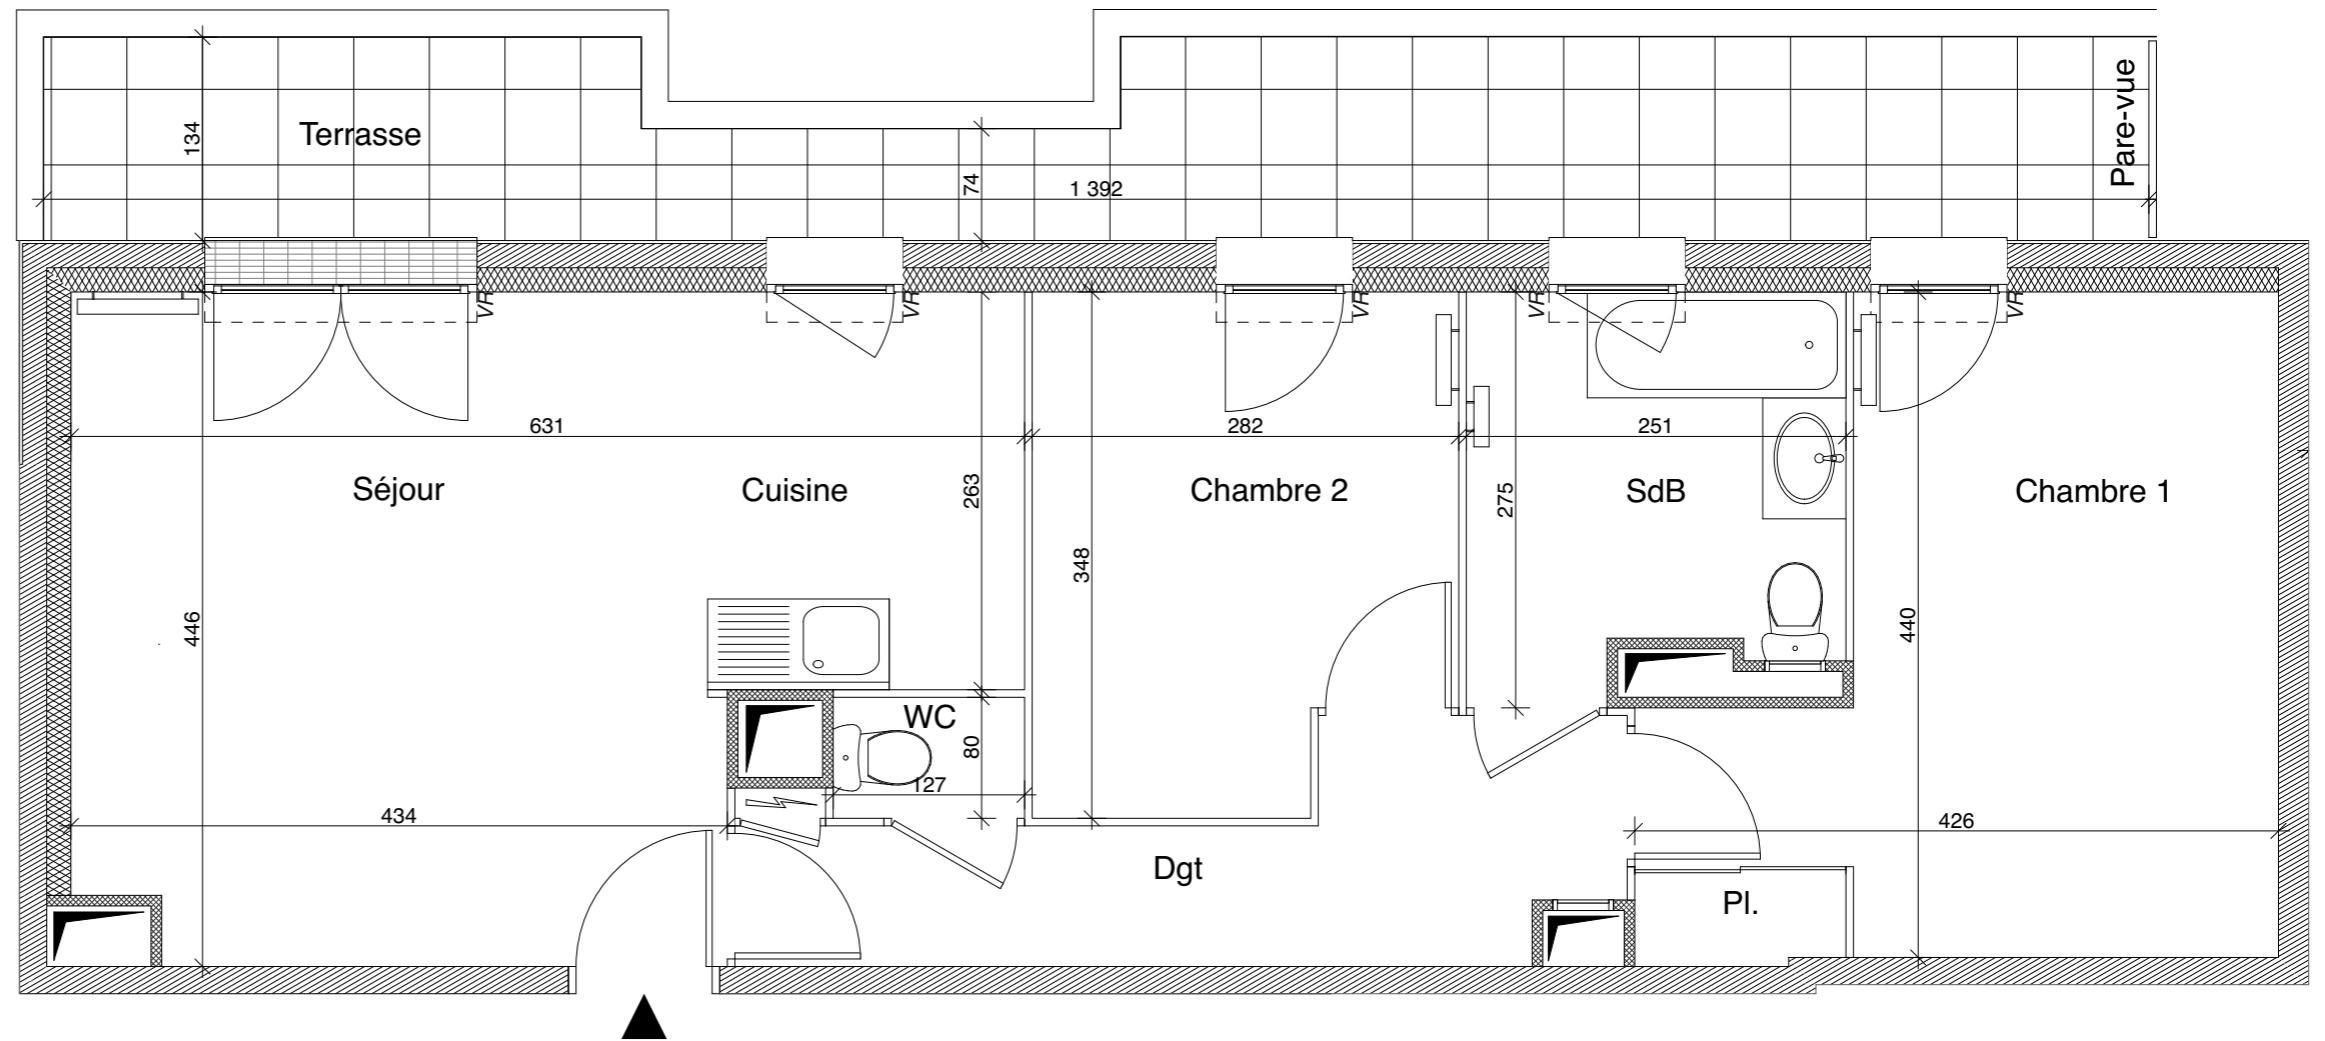 Terrasse
134
74
1 392
Pare-vue
VR
VR
VR
VR
VR
631
282
251
Séjour
Cuisine
263
Chambre 2
275
SdB
Chambre 1
348
446
440
WC
80
127
434
426
Dgt
Pl.